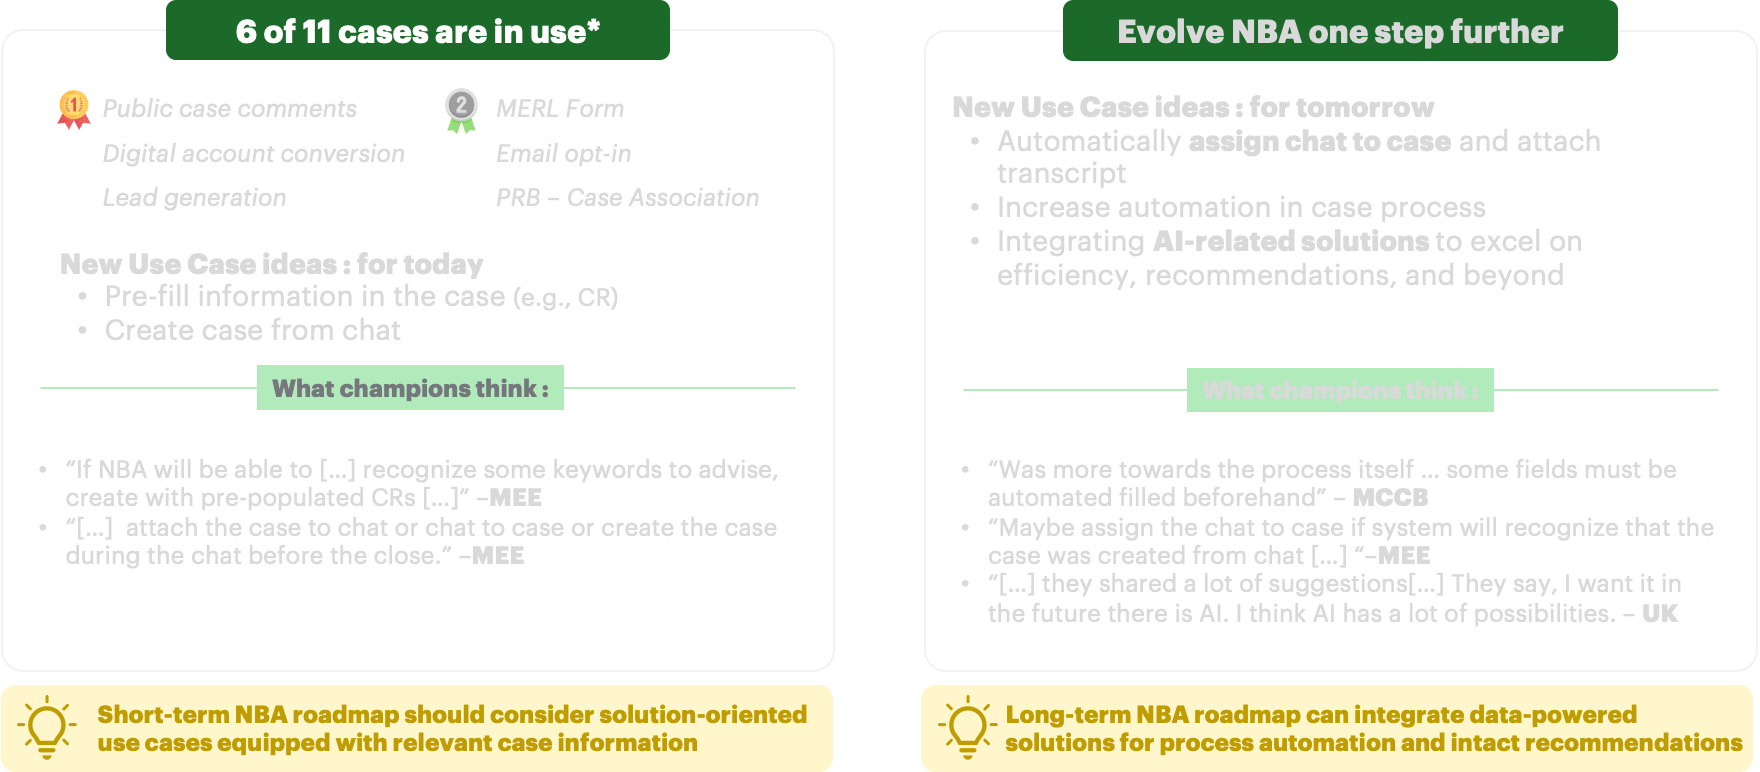 6 of 11 cases are in use*
1 Public case comments
2 MERL Form
Digital account conversion
Email opt-in
Lead generation
PRB – Case Association
New Use Case ideas : for today
• Pre-fill information in the case (e.g., CR)
• Create case from chat
What champions think :
• “If NBA will be able to [...] recognize some keywords to advise,
create with pre-populated CRs [...]” –MEE
• “[...]  attach the case to chat or chat to case or create the case
during the chat before the close.” –MEE
Short-term NBA roadmap should consider solution-oriented
use cases equipped with relevant case information
Evolve NBA one step further
New Use Case ideas : for tomorrow
• Automatically assign chat to case and attach
transcript
• Increase automation in case process
• Integrating AI-related solutions to excel on
efficiency, recommendations, and beyond
What champions think :
• “Was more towards the process itself ... some fields must be
automated filled beforehand” – MCCB
• “Maybe assign the chat to case if system will recognize that the
case was created from chat [...] “–MEE
• “[...] they shared a lot of suggestions[...] They say, I want it in
the future there is AI. I think AI has a lot of possibilities. – UK
Long-term NBA roadmap can integrate data-powered
solutions for process automation and intact recommendations